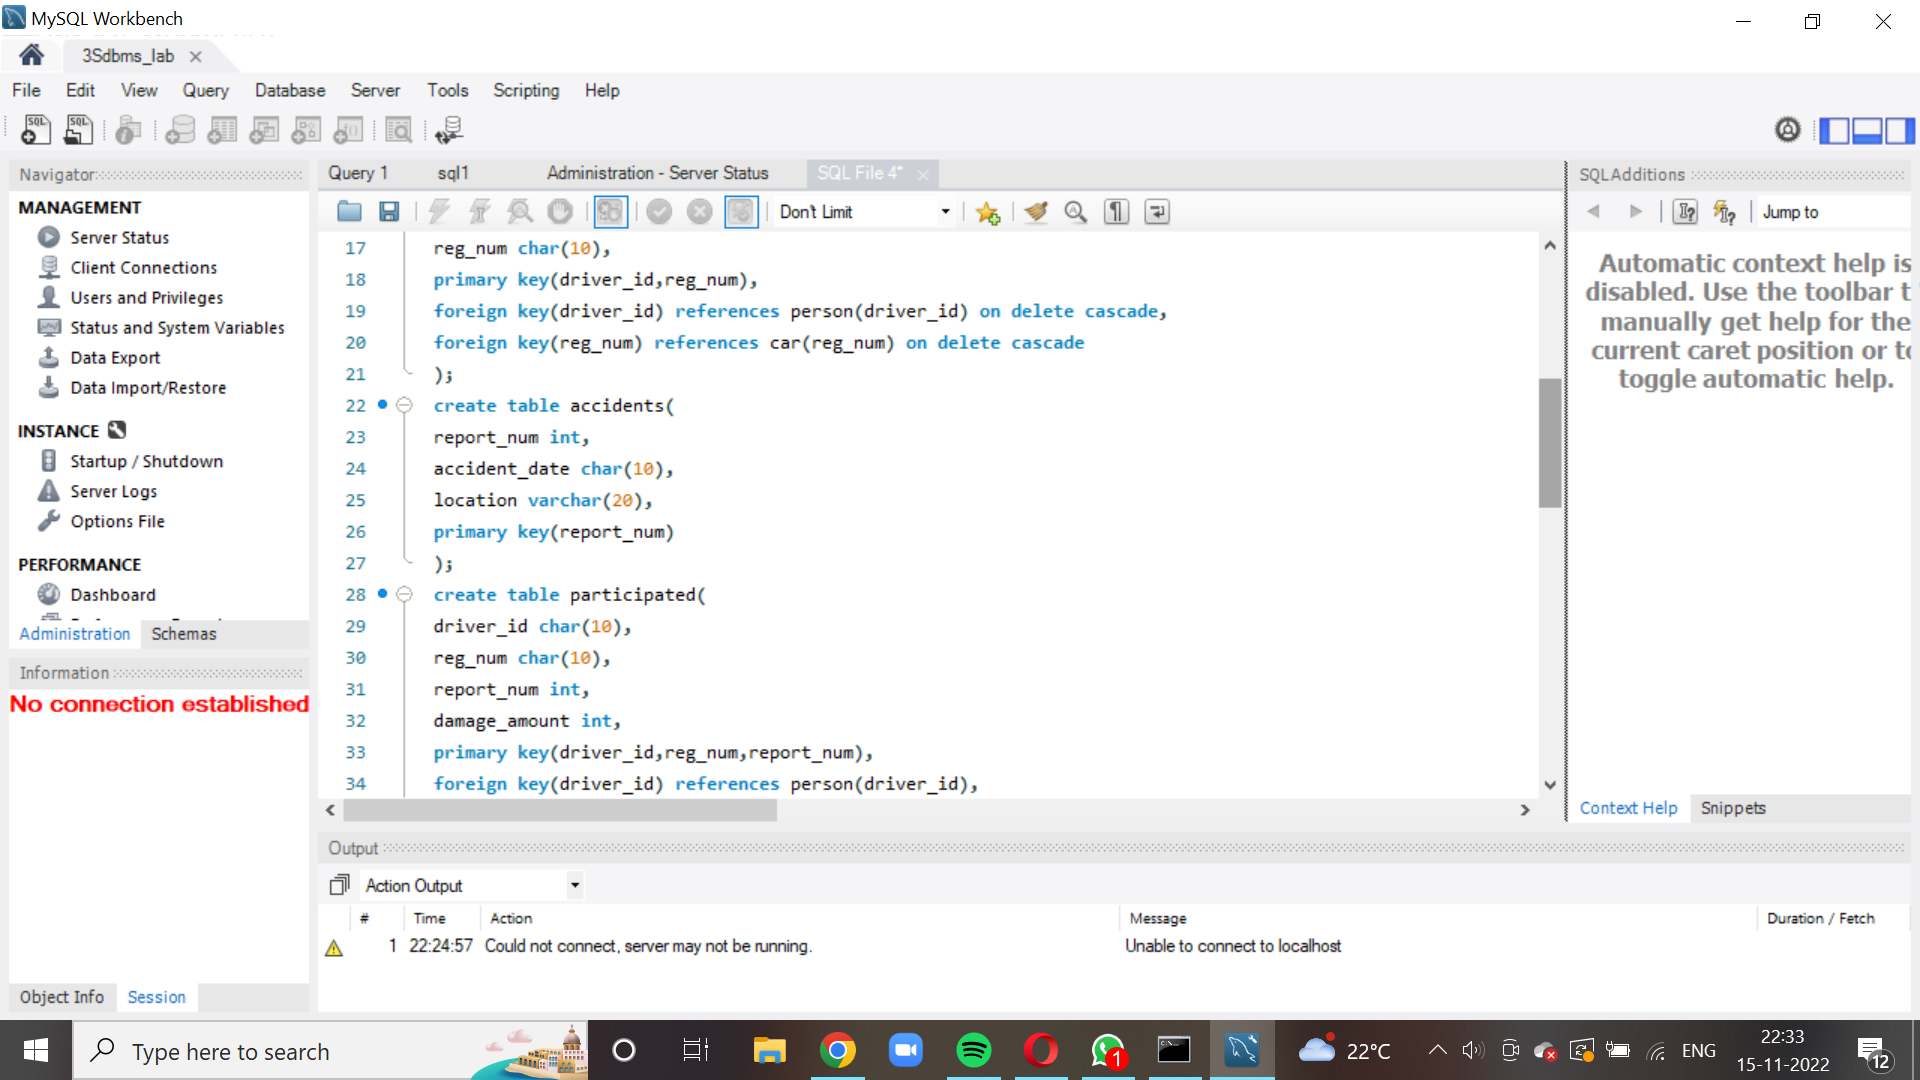 MySQL Workbench
3Sdbms_lab
File Edit View Query Database Server Tools Scripting Help
Navigator
MANAGEMENT
Server Status
Client Connections
Users and Privileges
Status and System Variables
Data Export
Data Import/Restore
INSTANCE
Startup / Shutdown
Server Logs
Options File
PERFORMANCE
Dashboard
Administration Schemas
Information
No connection established
Object Info Session
Query 1 sql1 Administration - Server Status SQL File 4*
Don't Limit
17 reg_num char(10),
18 primary key(driver_id,reg_num),
19 foreign key(driver_id) references person(driver_id) on delete cascade,
20 foreign key(reg_num) references car(reg_num) on delete cascade
21 );
22 create table accidents(
23 report_num int,
24 accident_date char(10),
25 location varchar(20),
26 primary key(report_num)
27 );
28 create table participated(
29 driver_id char(10),
30 reg_num char(10),
31 report_num int,
32 damage_amount int,
33 primary key(driver_id,reg_num,report_num),
34 foreign key(driver_id) references person(driver_id),
SQLAdditions
Jump to
Automatic context help is
disabled. Use the toolbar t
manually get help for the
current caret position or to
toggle automatic help.
Context Help Snippets
Output
Action Output
# Time Action Message Duration / Fetch
1 22:24:57 Could not connect, server may not be running. Unable to connect to localhost
Type here to search
1
22°C
ENG
22:33
15-11-2022
12